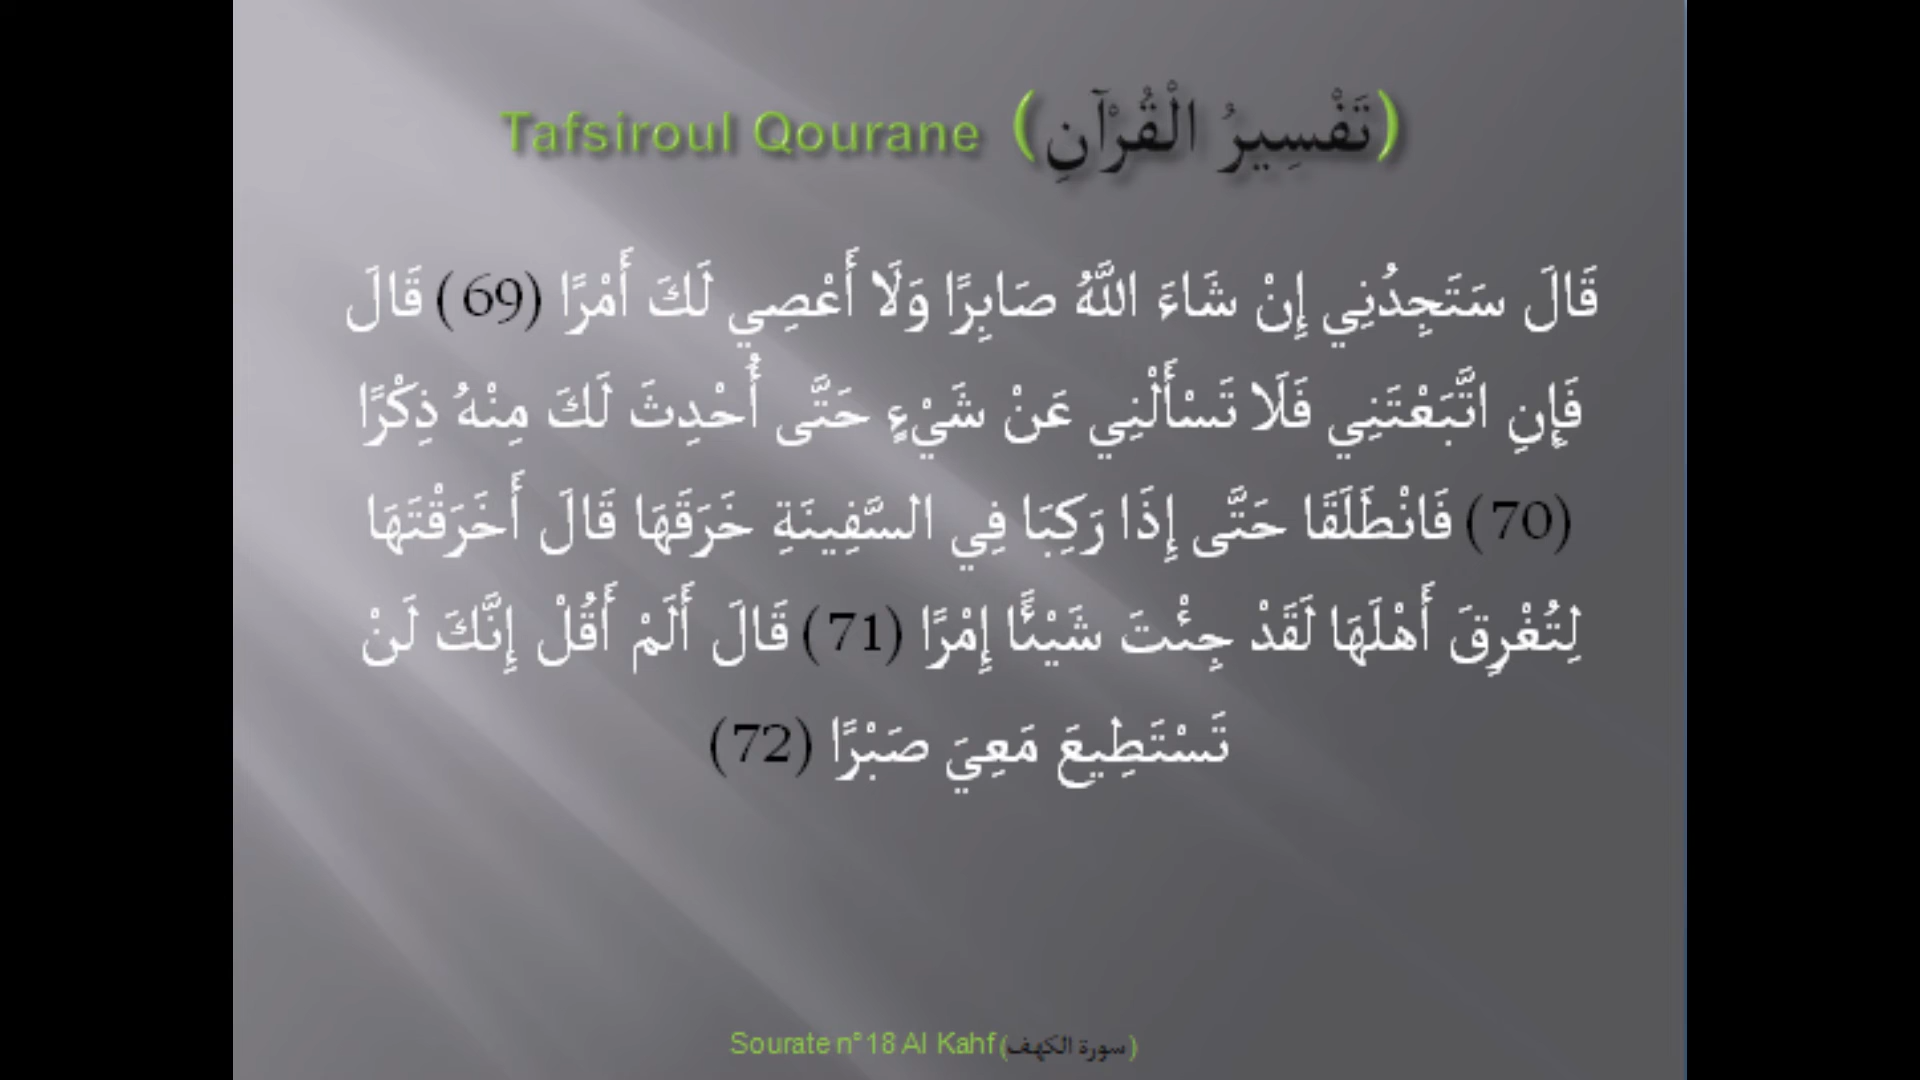 Tafsiroul Qourane (تَفْسِيرُ الْقُرْآنِ)
قَالَ سَتَجِدُنِي إِنْ شَاءَ اللَّهُ صَابِرًا وَلَا أَعْصِي لَكَ أَمْرًا (69) قَالَ
فَإِنِ اتَّبَعْتَنِي فَلَا تَسْأَلْنِي عَنْ شَيْءٍ حَتَّى أُحْدِثَ لَكَ مِنْهُ ذِكْرًا
(70) فَانْطَلَقَا حَتَّى إِذَا رَكِبَا فِي السَّفِينَةِ خَرَقَهَا قَالَ أَخَرَقْتَهَا
لِتُغْرِقَ أَهْلَهَا لَقَدْ جِئْتَ شَيْئًا إِمْرًا (71) قَالَ أَلَمْ أَقُلْ إِنَّكَ لَنْ
تَسْتَطِيعَ مَعِيَ صَبْرًا (72)
Sourate n°18 Al Kahf (سورة الكهف)